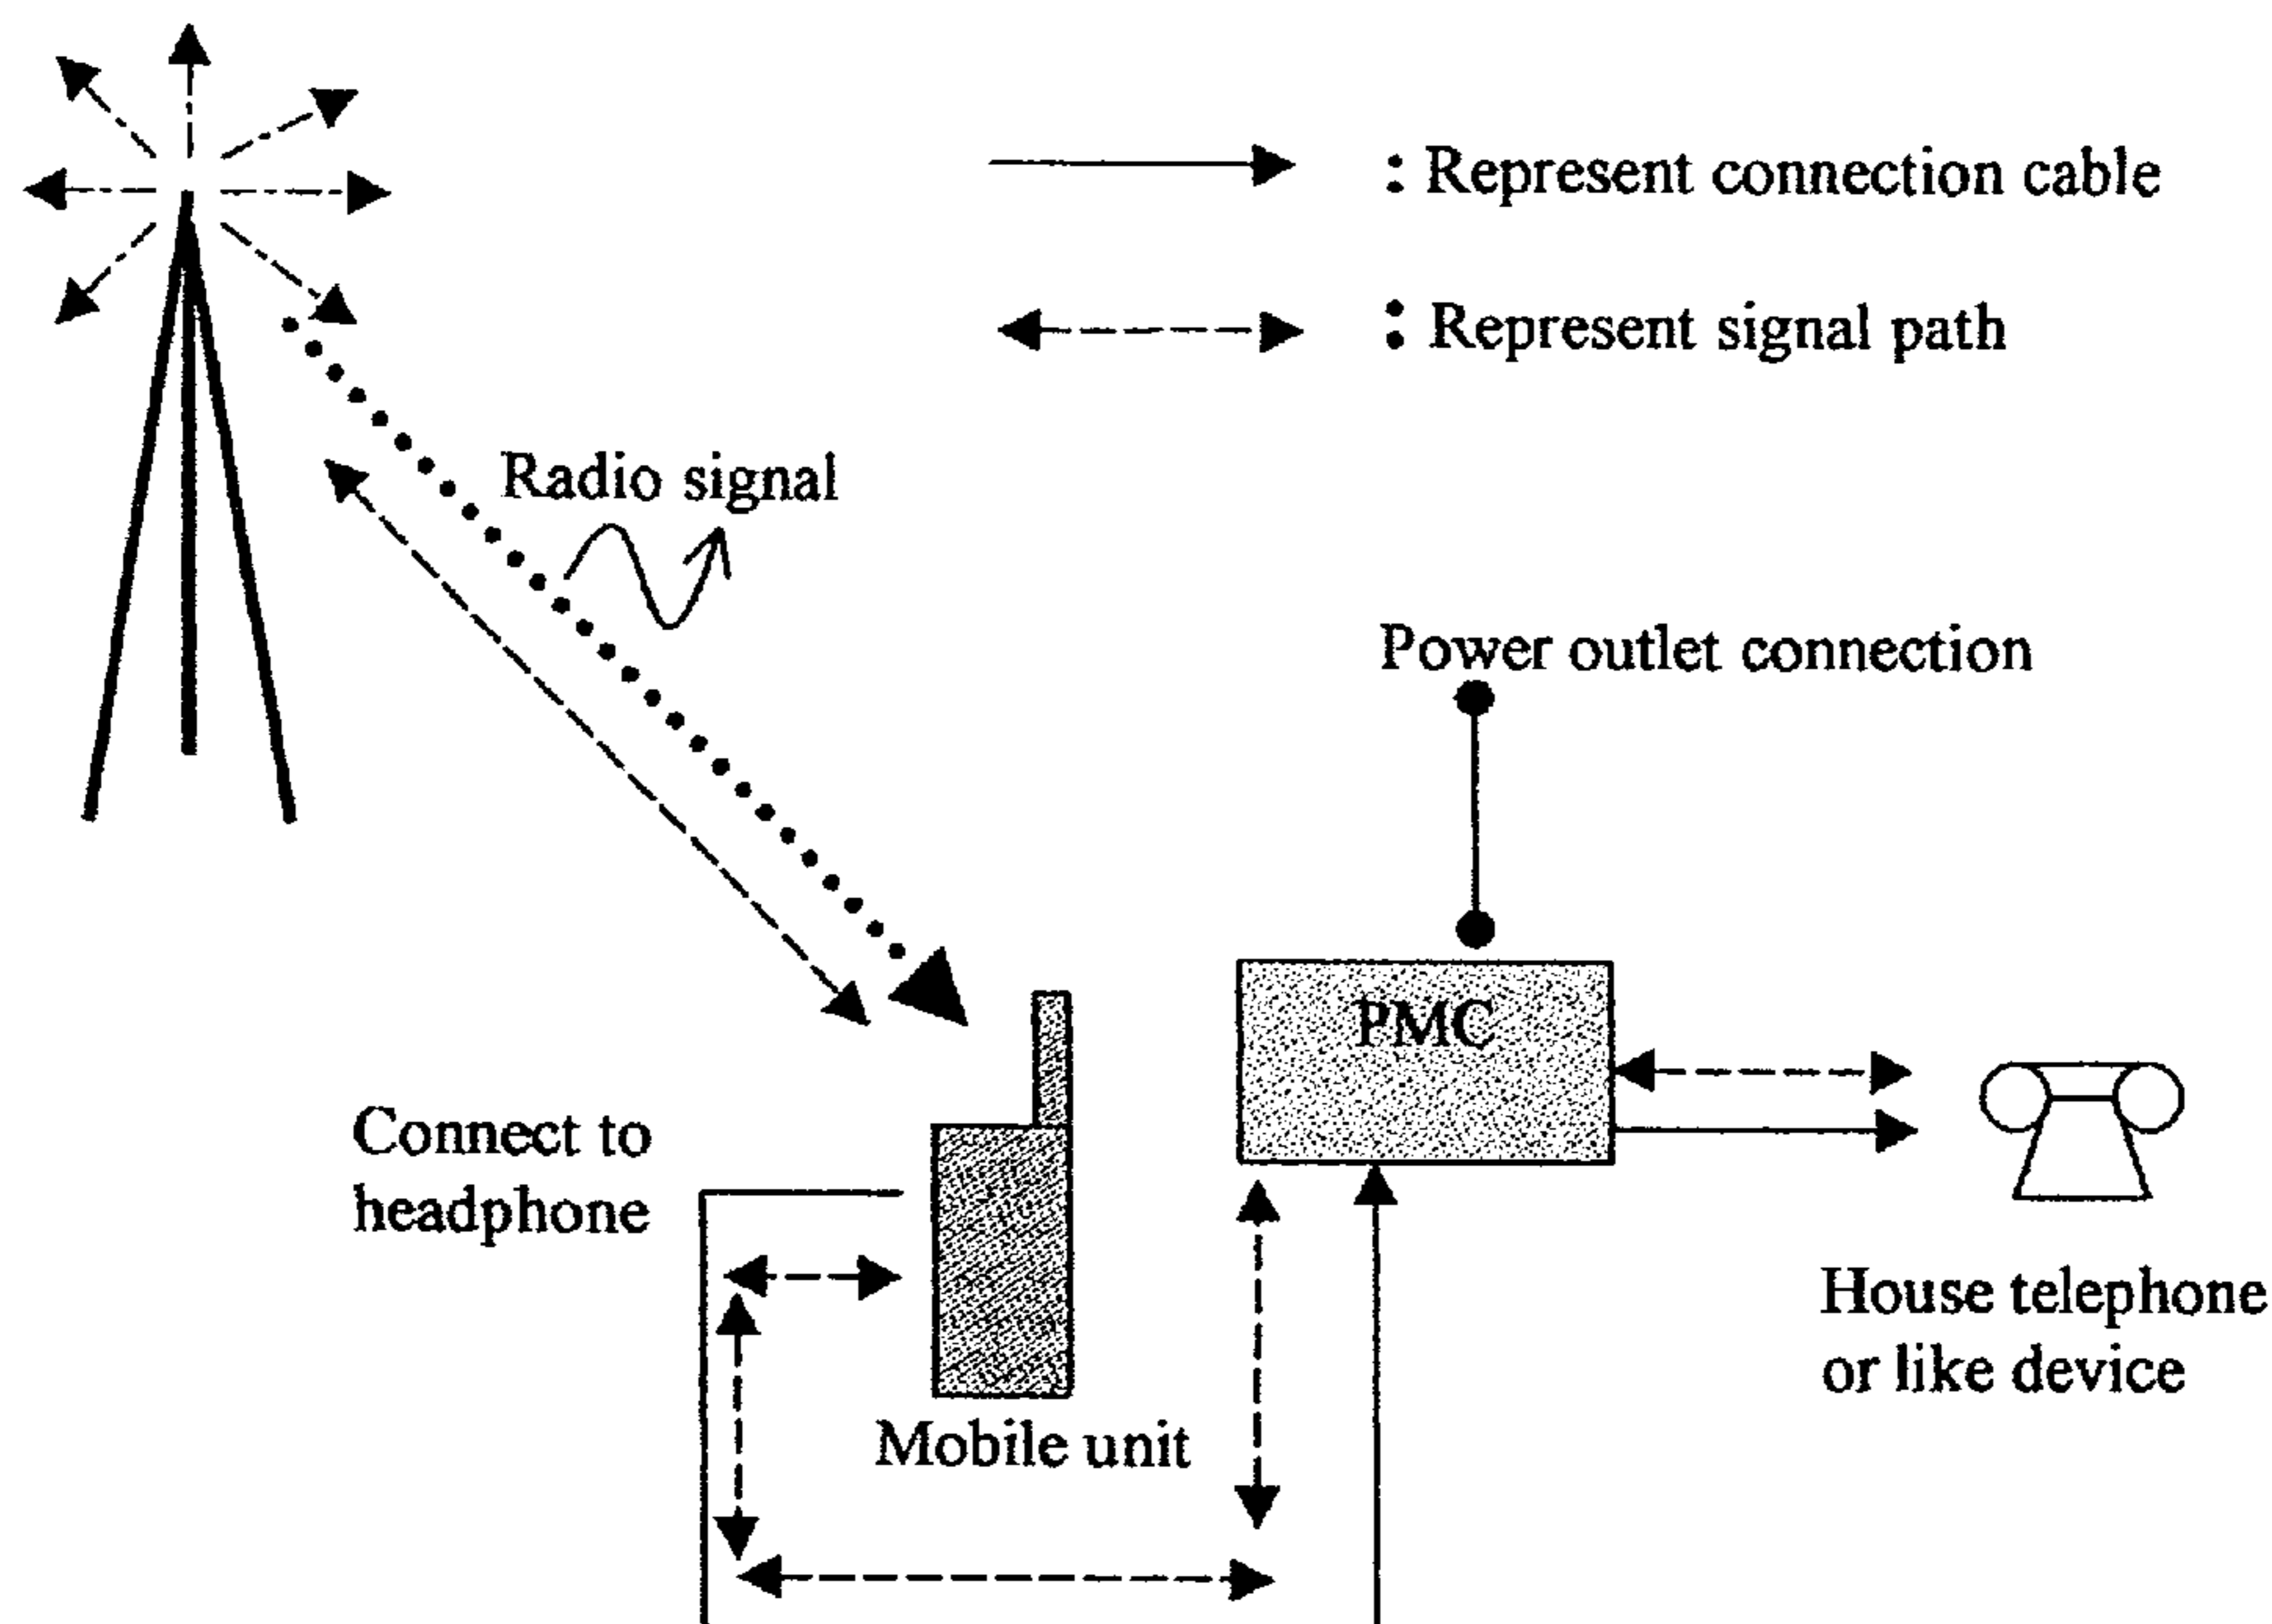 : Represent connection cable
: Represent signal path
Radio signal
Power outlet connection
PMC
Connect to
headphone
House telephone
or like device
Mobile unit